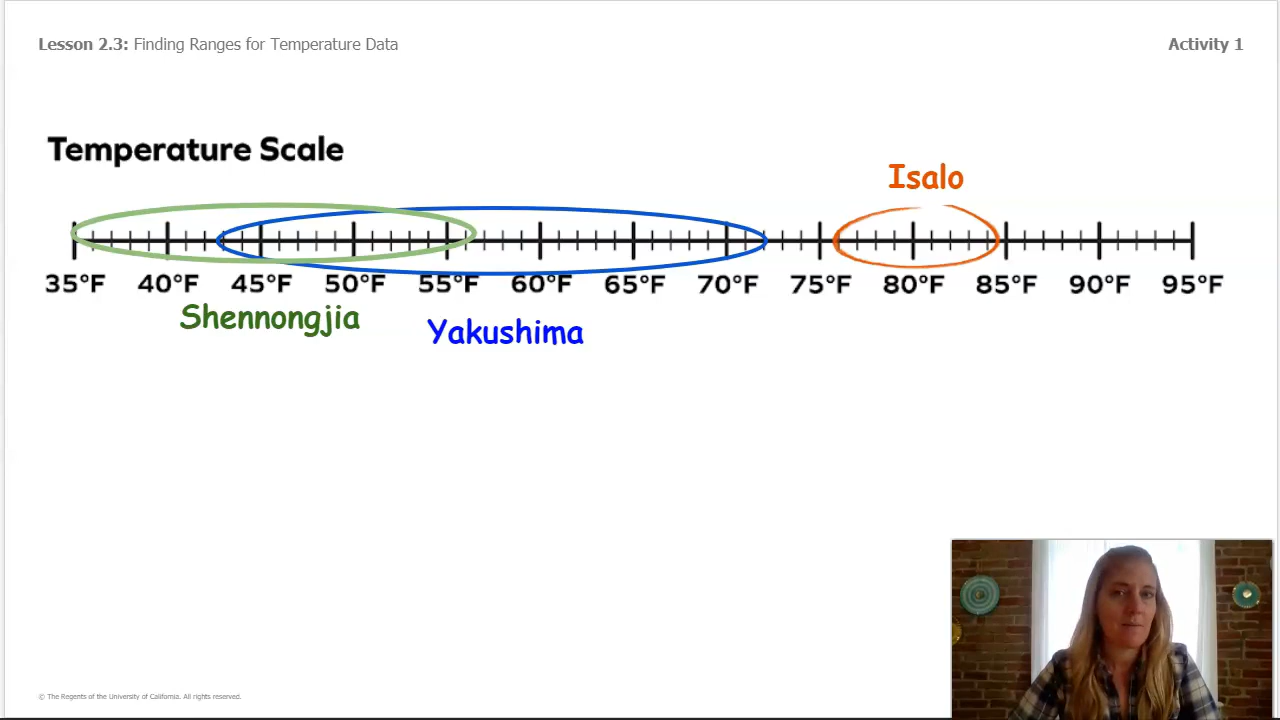 Lesson 2.3: Finding Ranges for Temperature Data
Activity 1
Temperature Scale
Isalo
35°F 40°F 45°F 50°F 55°F 60°F 65°F 70°F 75°F 80°F 85°F 90°F 95°F
Shennongjia
Yakushima
© The Regents of the University of California. All rights reserved.